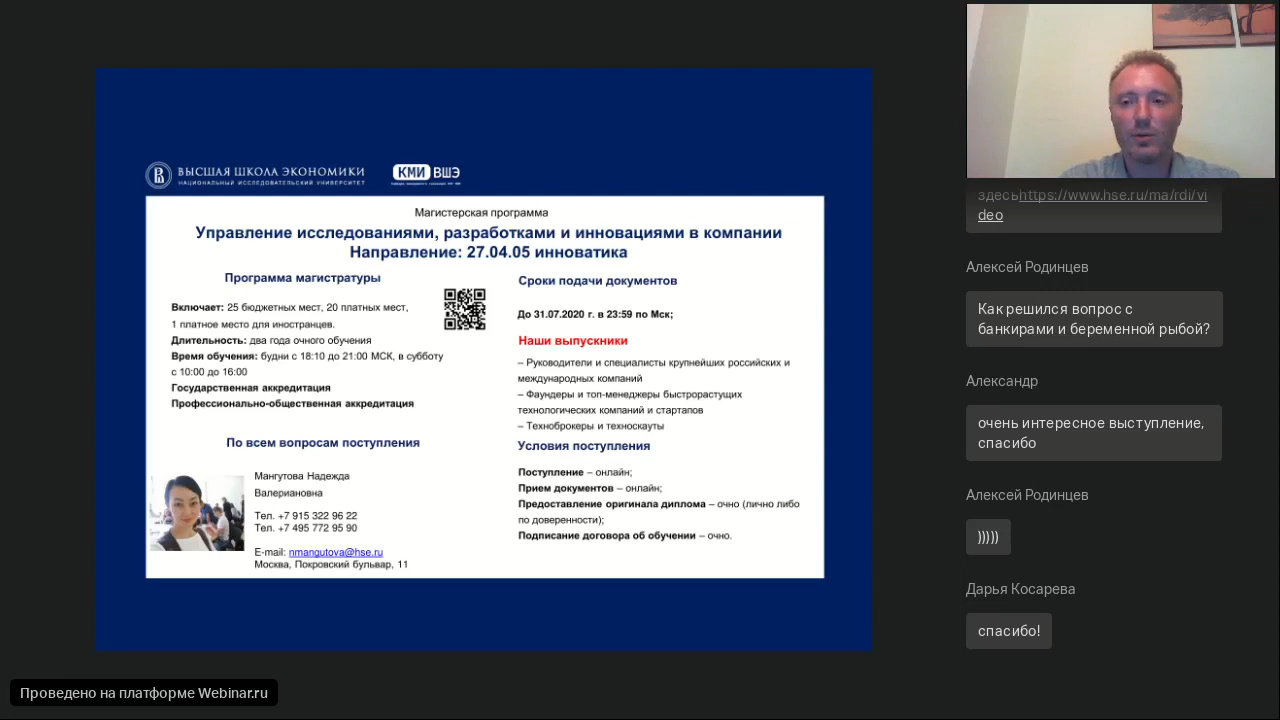 ВЫСШАЯ ШКОЛА ЭКОНОМИКИ
НАЦИОНАЛЬНЫЙ ИССЛЕДОВАТЕЛЬСКИЙ УНИВЕРСИТЕТ
КМИ ВШЭ
Магистерская программа
Управление исследованиями, разработками и инновациями в компании
Направление: 27.04.05 инноватика
Программа магистратуры
Включает: 25 бюджетных мест, 20 платных мест,
1 платное место для иностранцев.
Длительность: два года очного обучения
Время обучения: будни с 18:10 до 21:00 МСК, в субботу
с 10:00 до 16:00
Государственная аккредитация
Профессионально-общественная аккредитация
По всем вопросам поступления
Мангутова Надежда
Валериановна
Тел. +7 915 322 96 22
Тел. +7 495 772 95 90
E-mail: nmangutova@hse.ru
Москва, Покровский бульвар, 11
Сроки подачи документов
До 31.07.2020 г. в 23:59 по Мск;
Наши выпускники
– Руководители и специалисты крупнейших российских и
международных компаний
– Фаундеры и топ-менеджеры быстрорастущих
технологических компаний и стартапов
– Техноброкеры и техноскауты
Условия поступления
Поступление – онлайн;
Прием документов – онлайн;
Предоставление оригинала диплома – очно (лично либо
по доверенности);
Подписание договора об обучении – очно.
здесьhttps://www.hse.ru/ma/rdi/vi
deo
Алексей Родинцев
Как решился вопрос с
банкирами и беременной рыбой?
Александр
очень интересное выступление,
спасибо
Алексей Родинцев
)))))
Дарья Косарева
спасибо!
Проведено на платформе Webinar.ru